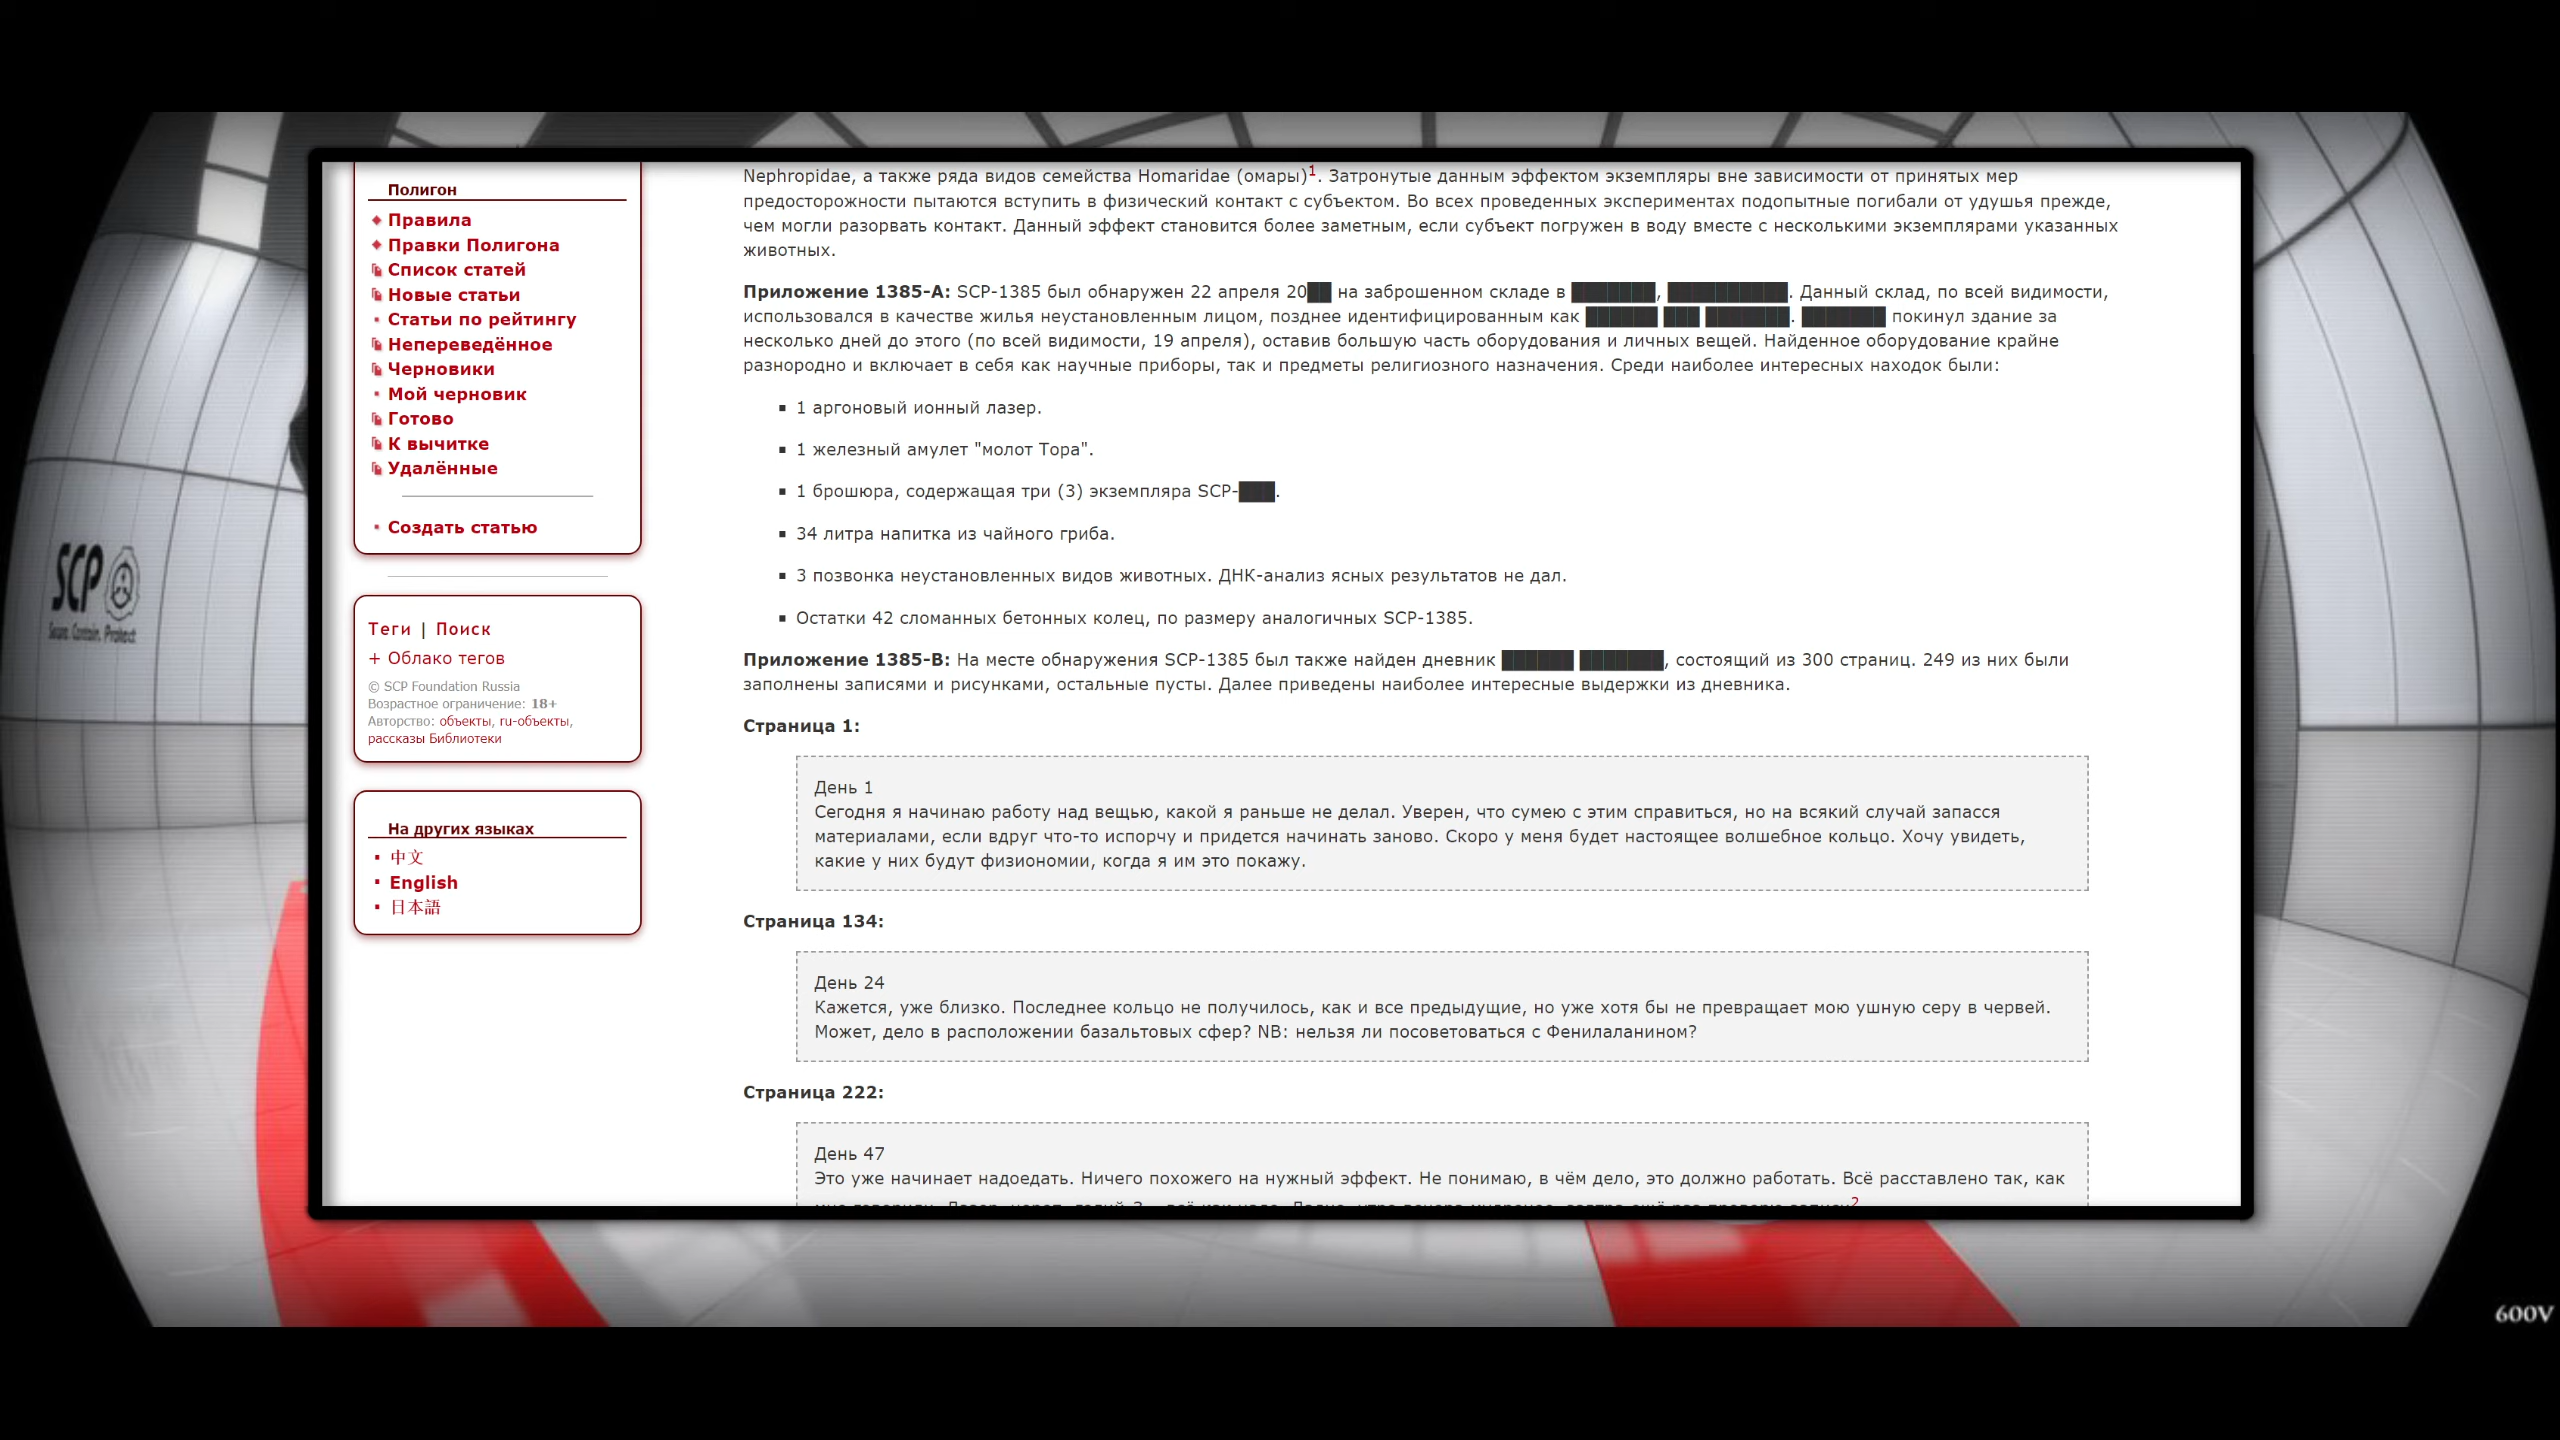 Полигон
Правила
Правки Полигона
Список статей
Новые статьи
Статьи по рейтингу
Непереведённое
Черновики
Мой черновик
Готово
К вычитке
Удалённые
Создать статью
Теги | Поиск
+ Облако тегов
© SCP Foundation Russia
Возрастное ограничение: 18+
Авторство: объекты, ru-объекты,
рассказы Библиотеки
На других языках
中文
English
日本語
Nephropidae, а также ряда видов семейства Homaridae (омары)1. Затронутые данным эффектом экземпляры вне зависимости от принятых мер
предосторожности пытаются вступить в физический контакт с субъектом. Во всех проведенных экспериментах подопытные погибали от удушья прежде,
чем могли разорвать контакт. Данный эффект становится более заметным, если субъект погружен в воду вместе с несколькими экземплярами указанных
животных.
Приложение 1385-A: SCP-1385 был обнаружен 22 апреля 20██ на заброшенном складе в ███████, ██████████. Данный склад, по всей видимости,
использовался в качестве жилья неустановленным лицом, позднее идентифицированным как ██████ ███ ███████. ███████ покинул здание за
несколько дней до этого (по всей видимости, 19 апреля), оставив большую часть оборудования и личных вещей. Найденное оборудование крайне
разнородно и включает в себя как научные приборы, так и предметы религиозного назначения. Среди наиболее интересных находок были:
1 аргоновый ионный лазер.
1 железный амулет "молот Тора".
1 брошюра, содержащая три (3) экземпляра SCP-███.
34 литра напитка из чайного гриба.
3 позвонка неустановленных видов животных. ДНК-анализ ясных результатов не дал.
Остатки 42 сломанных бетонных колец, по размеру аналогичных SCP-1385.
Приложение 1385-B: На месте обнаружения SCP-1385 был также найден дневник ██████ ███████, состоящий из 300 страниц. 249 из них были
заполнены записями и рисунками, остальные пусты. Далее приведены наиболее интересные выдержки из дневника.
Страница 1:
День 1
Сегодня я начинаю работу над вещью, какой я раньше не делал. Уверен, что сумею с этим справиться, но на всякий случай запасся
материалами, если вдруг что-то испорчу и придется начинать заново. Скоро у меня будет настоящее волшебное кольцо. Хочу увидеть,
какие у них будут физиономии, когда я им это покажу.
Страница 134:
День 24
Кажется, уже близко. Последнее кольцо не получилось, как и все предыдущие, но уже хотя бы не превращает мою ушную серу в червей.
Может, дело в расположении базальтовых сфер? NB: нельзя ли посоветоваться с Фенилаланином?
Страница 222:
День 47
Это уже начинает надоедать. Ничего похожего на нужный эффект. Не понимаю, в чём дело, это должно работать. Всё расставлено так, как
2
SCP
Secure. Contain. Protect
600V